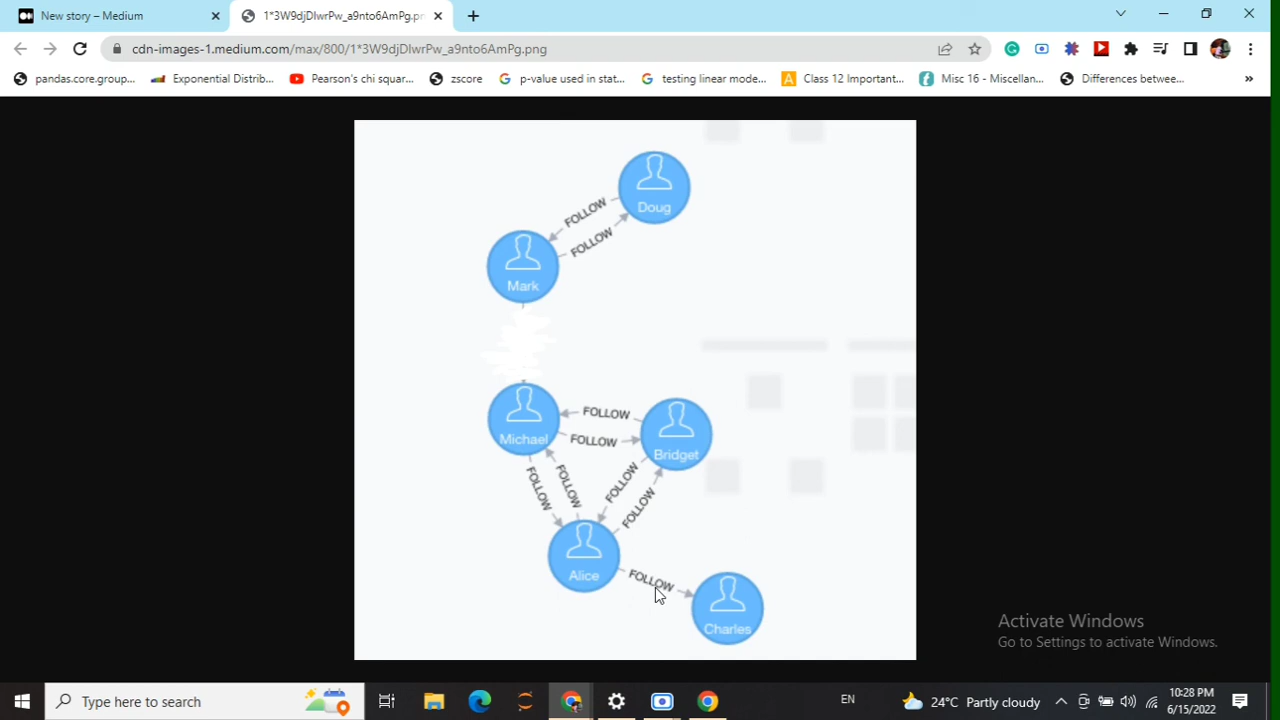 New story – Medium
1*3W9djDIwrPw_a9nto6AmPg.pn
cdn-images-1.medium.com/max/800/1*3W9djDIwrPw_a9nto6AmPg.png
pandas.core.group...
Exponential Distrib...
Pearson's chi squar...
zscore
p-value used in stat...
testing linear mode...
Class 12 Important...
Misc 16 - Miscellan...
Differences betwee...
»
Doug
FOLLOW
FOLLOW
Mark
FOLLOW
Michael
FOLLOW
Bridget
FOLLOW
FOLLOW
FOLLOW
FOLLOW
Alice
FOLLOW
Charles
Activate Windows
Go to Settings to activate Windows.
Type here to search
EN
24°C Partly cloudy
10:28 PM
6/15/2022